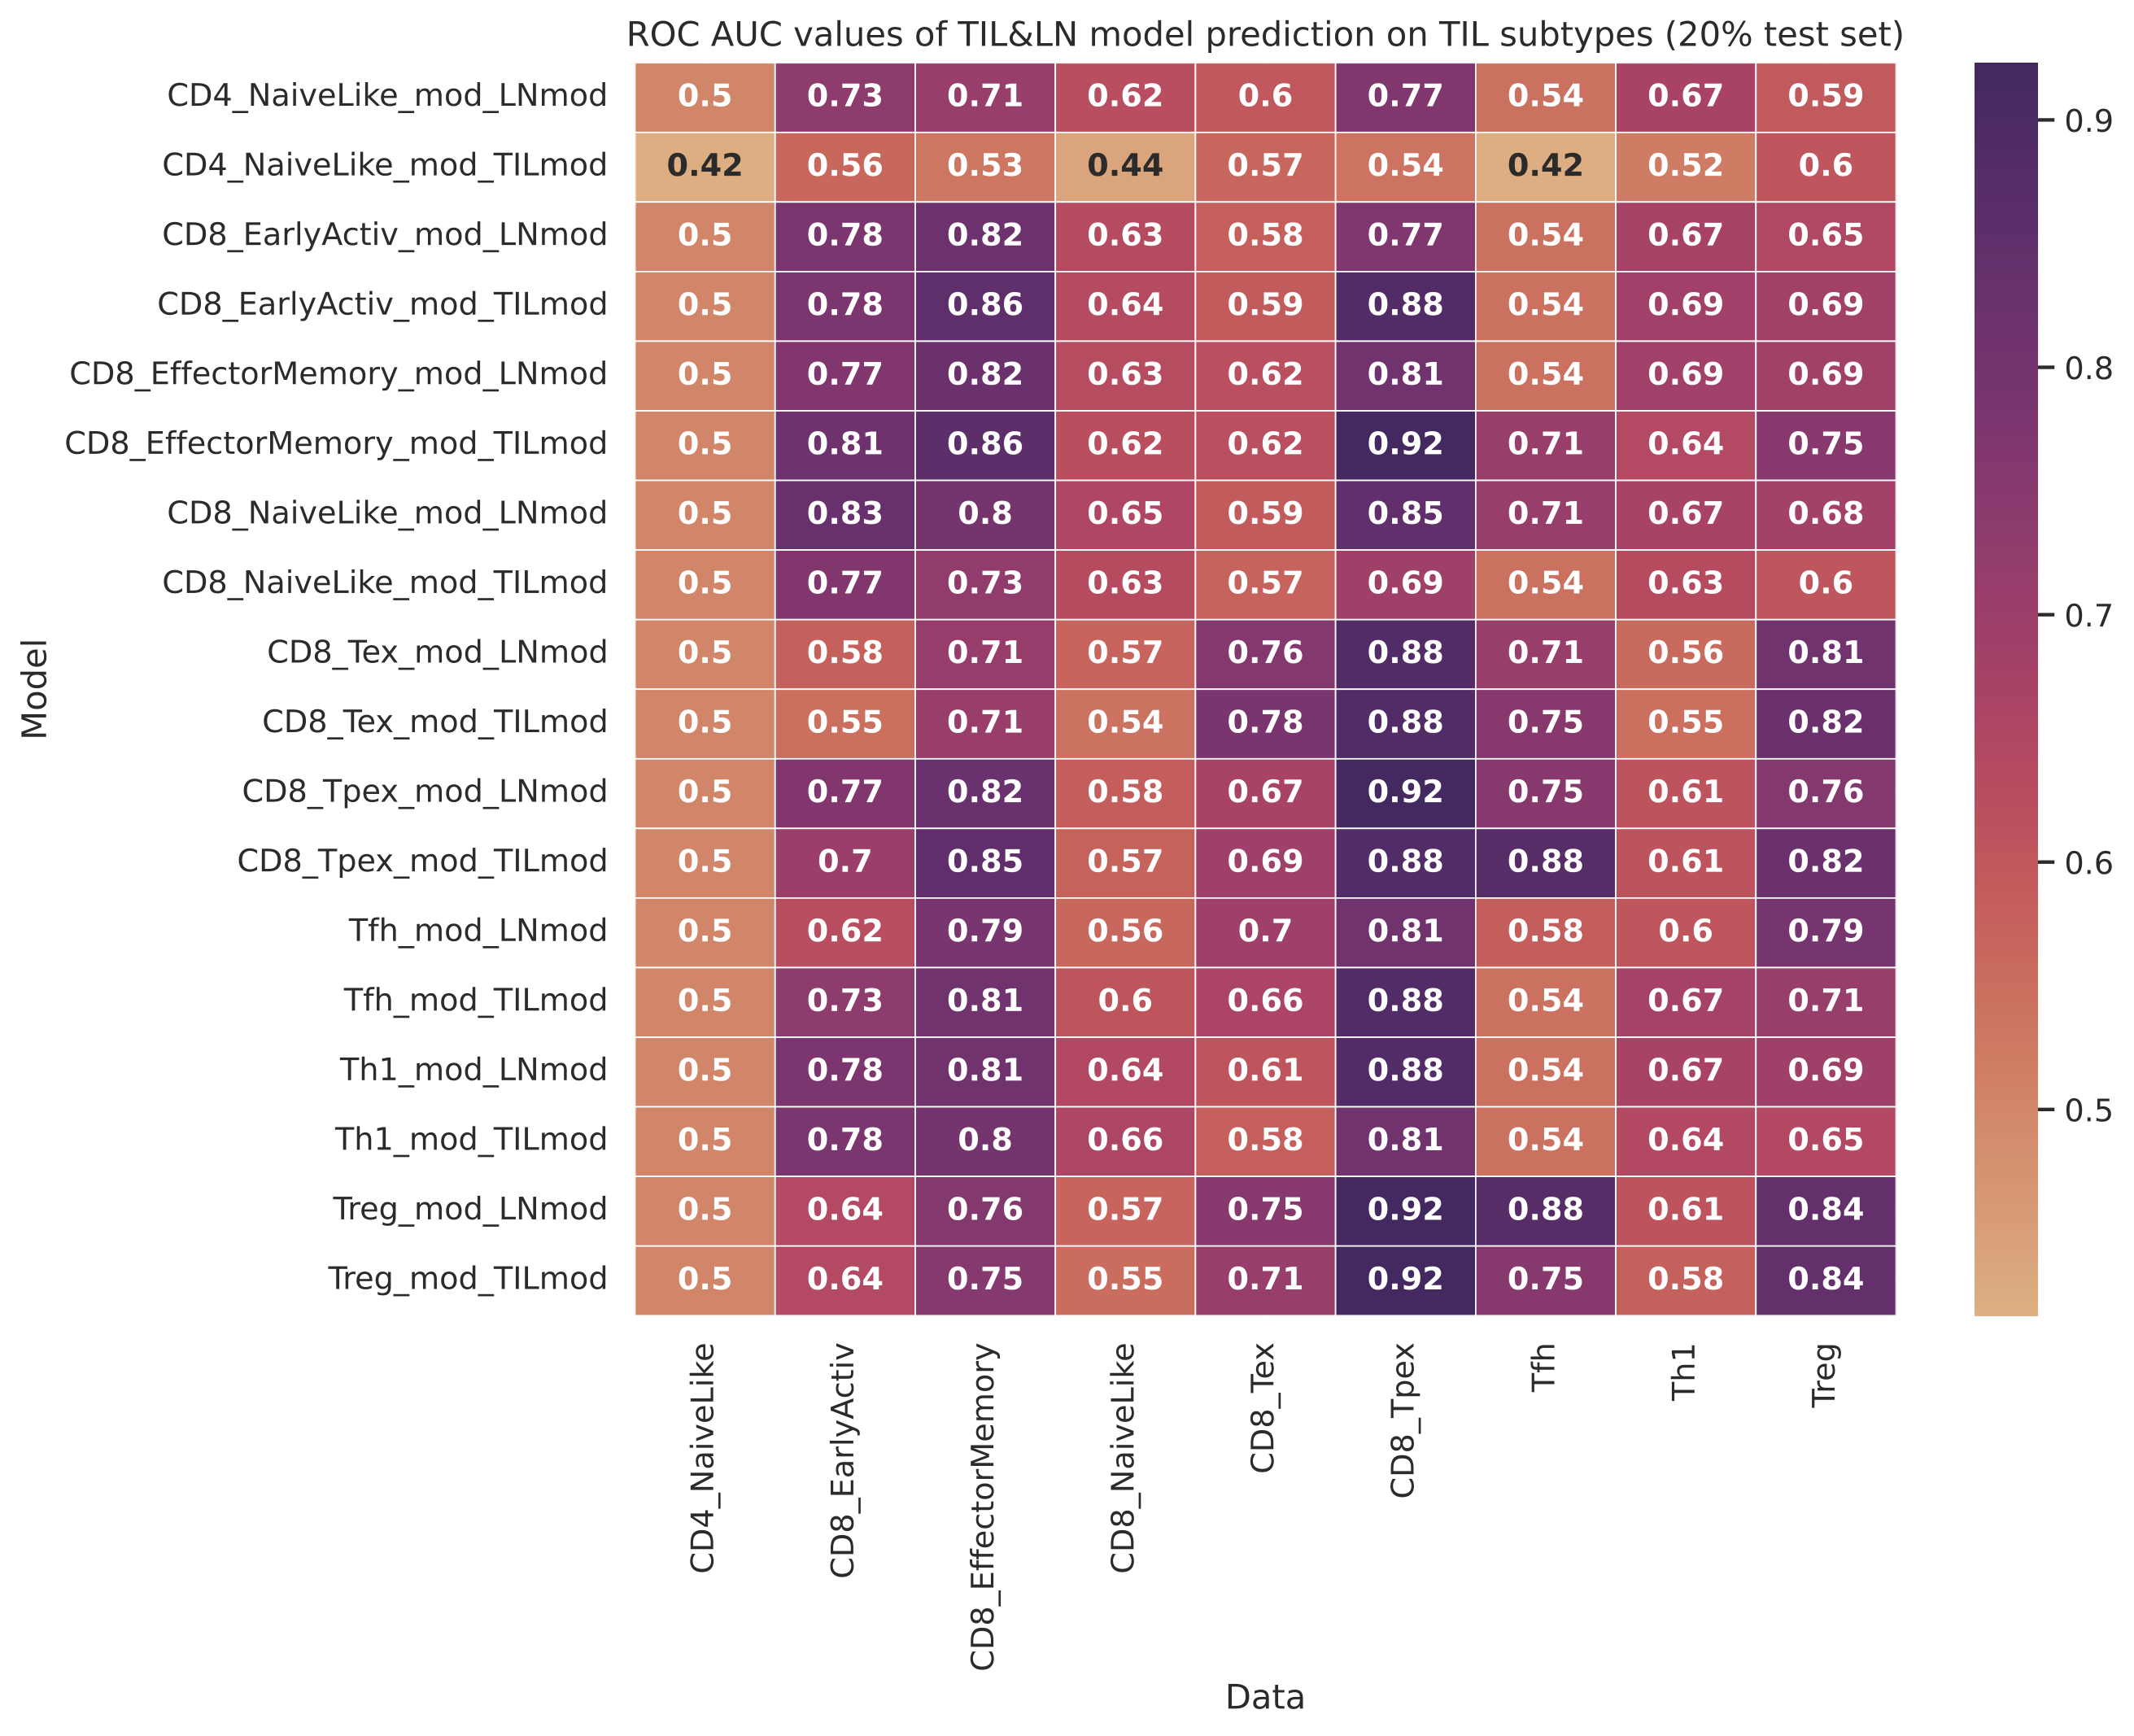 ROC AUC values of TIL&LN model prediction on TIL subtypes (20% test set)
CD4_NaiveLike_mod_LNmod 0.5 0.73 0.71 0.62 0.6 0.77 0.54 0.67 0.59
CD4_NaiveLike_mod_TILmod 0.42 0.56 0.53 0.44 0.57 0.54 0.42 0.52 0.6
CD8_EarlyActiv_mod_LNmod 0.5 0.78 0.82 0.63 0.58 0.77 0.54 0.67 0.65
CD8_EarlyActiv_mod_TILmod 0.5 0.78 0.86 0.64 0.59 0.88 0.54 0.69 0.69
CD8_EffectorMemory_mod_LNmod 0.5 0.77 0.82 0.63 0.62 0.81 0.54 0.69 0.69
CD8_EffectorMemory_mod_TILmod 0.5 0.81 0.86 0.62 0.62 0.92 0.71 0.64 0.75
CD8_NaiveLike_mod_LNmod 0.5 0.83 0.8 0.65 0.59 0.85 0.71 0.67 0.68
CD8_NaiveLike_mod_TILmod 0.5 0.77 0.73 0.63 0.57 0.69 0.54 0.63 0.6
CD8_Tex_mod_LNmod 0.5 0.58 0.71 0.57 0.76 0.88 0.71 0.56 0.81
CD8_Tex_mod_TILmod 0.5 0.55 0.71 0.54 0.78 0.88 0.75 0.55 0.82
CD8_Tpex_mod_LNmod 0.5 0.77 0.82 0.58 0.67 0.92 0.75 0.61 0.76
CD8_Tpex_mod_TILmod 0.5 0.7 0.85 0.57 0.69 0.88 0.88 0.61 0.82
Tfh_mod_LNmod 0.5 0.62 0.79 0.56 0.7 0.81 0.58 0.6 0.79
Tfh_mod_TILmod 0.5 0.73 0.81 0.6 0.66 0.88 0.54 0.67 0.71
Th1_mod_LNmod 0.5 0.78 0.81 0.64 0.61 0.88 0.54 0.67 0.69
Th1_mod_TILmod 0.5 0.78 0.8 0.66 0.58 0.81 0.54 0.64 0.65
Treg_mod_LNmod 0.5 0.64 0.76 0.57 0.75 0.92 0.88 0.61 0.84
Treg_mod_TILmod 0.5 0.64 0.75 0.55 0.71 0.92 0.75 0.58 0.84
Model
CD4_NaiveLike
CD8_EarlyActiv
CD8_EffectorMemory
CD8_NaiveLike
CD8_Tex
CD8_Tpex
Tfh
Th1
Treg
Data
0.9
0.8
0.7
0.6
0.5